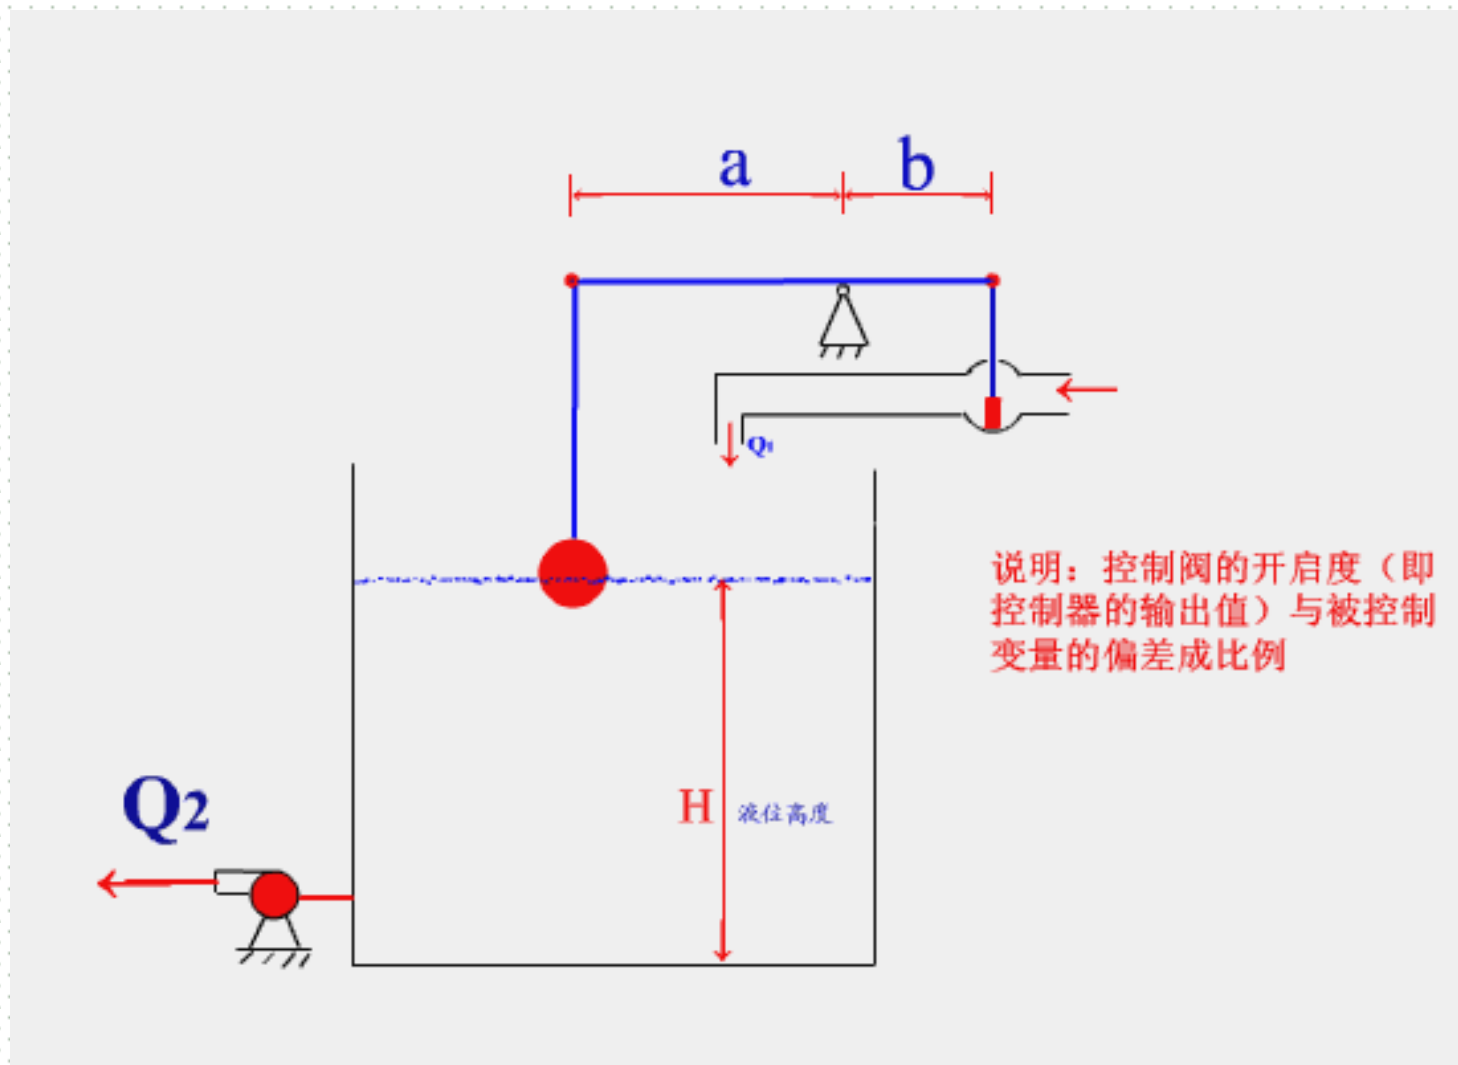 a
b
Q1
说明：控制阀的开启度（即
控制器的输出值）与被控制
变量的偏差成比例
Q2
H 液位高度